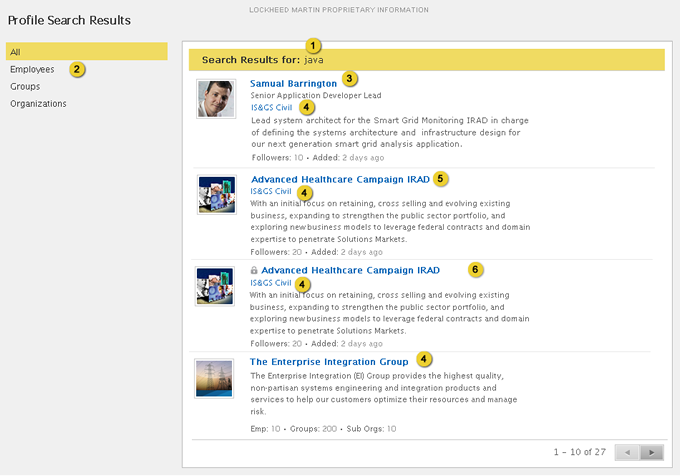 LOCKHEED MARTIN PROPRIETARY INFORMATION
Profile Search Results
All
Employees 2
Groups
Organizations
1
Search Results for: java
Samual Barrington 3
Senior Application Developer Lead
IS&GS Civil 4
Lead system architect for the Smart Grid Monitoring IRAD in charge
of defining the systems architecture and infrastructure design for
our next generation smart grid analysis application.
Followers: 10 • Added: 2 days ago
Advanced Healthcare Campaign IRAD 5
IS&GS Civil 4
With an initial focus on retaining, cross selling and evolving existing
business, expanding to strengthen the public sector portfolio, and
exploring new business models to leverage federal contracts and domain
expertise to penetrate Solutions Markets.
Followers: 20 • Added: 2 days ago
Advanced Healthcare Campaign IRAD 6
IS&GS Civil 4
With an initial focus on retaining, cross selling and evolving existing
business, expanding to strengthen the public sector portfolio, and
exploring new business models to leverage federal contracts and domain
expertise to penetrate Solutions Markets.
Followers: 20 • Added: 2 days ago
The Enterprise Integration Group 4
The Enterprise Integration (EI) Group provides the highest quality,
non-partisan systems engineering and integration products and
services to help our customers optimize their resources and manage
risk.
Emp: 10 • Groups: 200 • Sub Orgs: 10
1 – 10 of 27